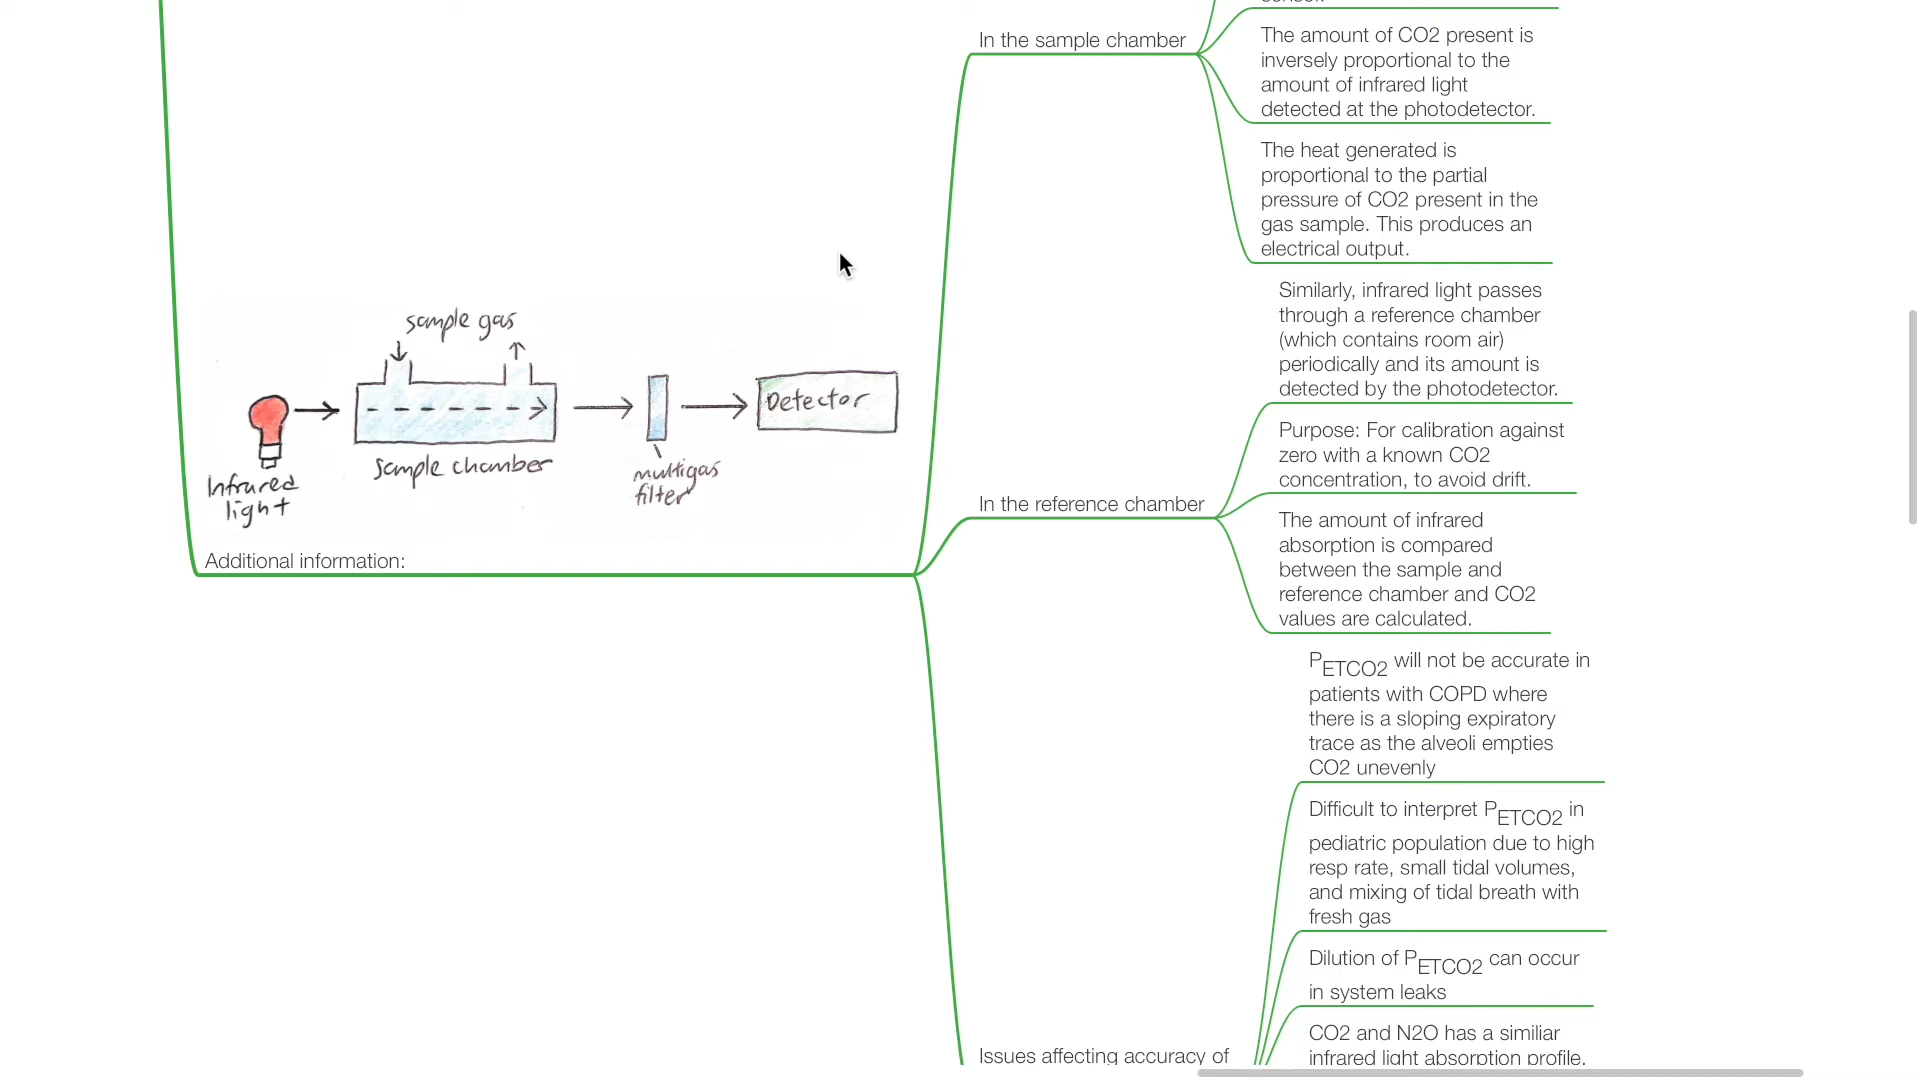 In the sample chamber
The amount of CO2 present is
inversely proportional to the
amount of infrared light
detected at the photodetector.
The heat generated is
proportional to the partial
pressure of CO2 present in the
gas sample. This produces an
electrical output.
sample gas
Infrared
light
sample chamber
multigas
filter
Detector
Additional information:
In the reference chamber
Similarly, infrared light passes
through a reference chamber
(which contains room air)
periodically and its amount is
detected by the photodetector.
Purpose: For calibration against
zero with a known CO2
concentration, to avoid drift.
The amount of infrared
absorption is compared
between the sample and
reference chamber and CO2
values are calculated.
Issues affecting accuracy of
PETCO2 will not be accurate in
patients with COPD where
there is a sloping expiratory
trace as the alveoli empties
CO2 unevenly
Difficult to interpret PETCO2 in
pediatric population due to high
resp rate, small tidal volumes,
and mixing of tidal breath with
fresh gas
Dilution of PETCO2 can occur
in system leaks
CO2 and N2O has a similiar
infrared light absorption profile.